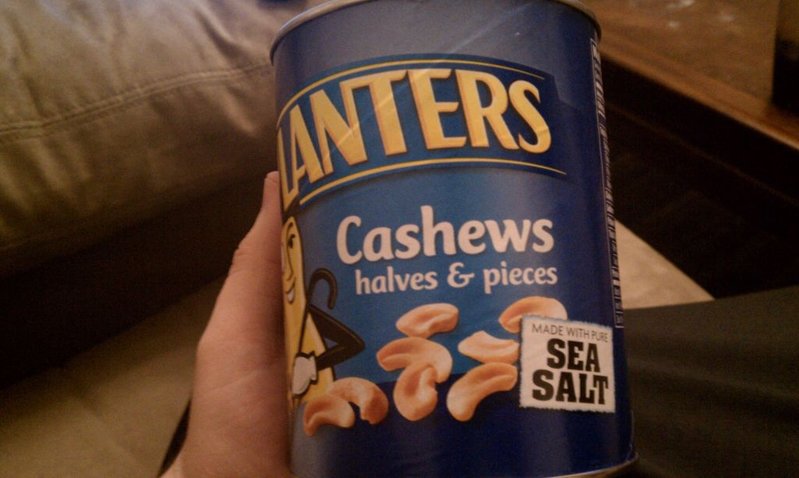 LANTERS
Cashews
halves & pieces
MADE WITH PURE
SEA
SALT